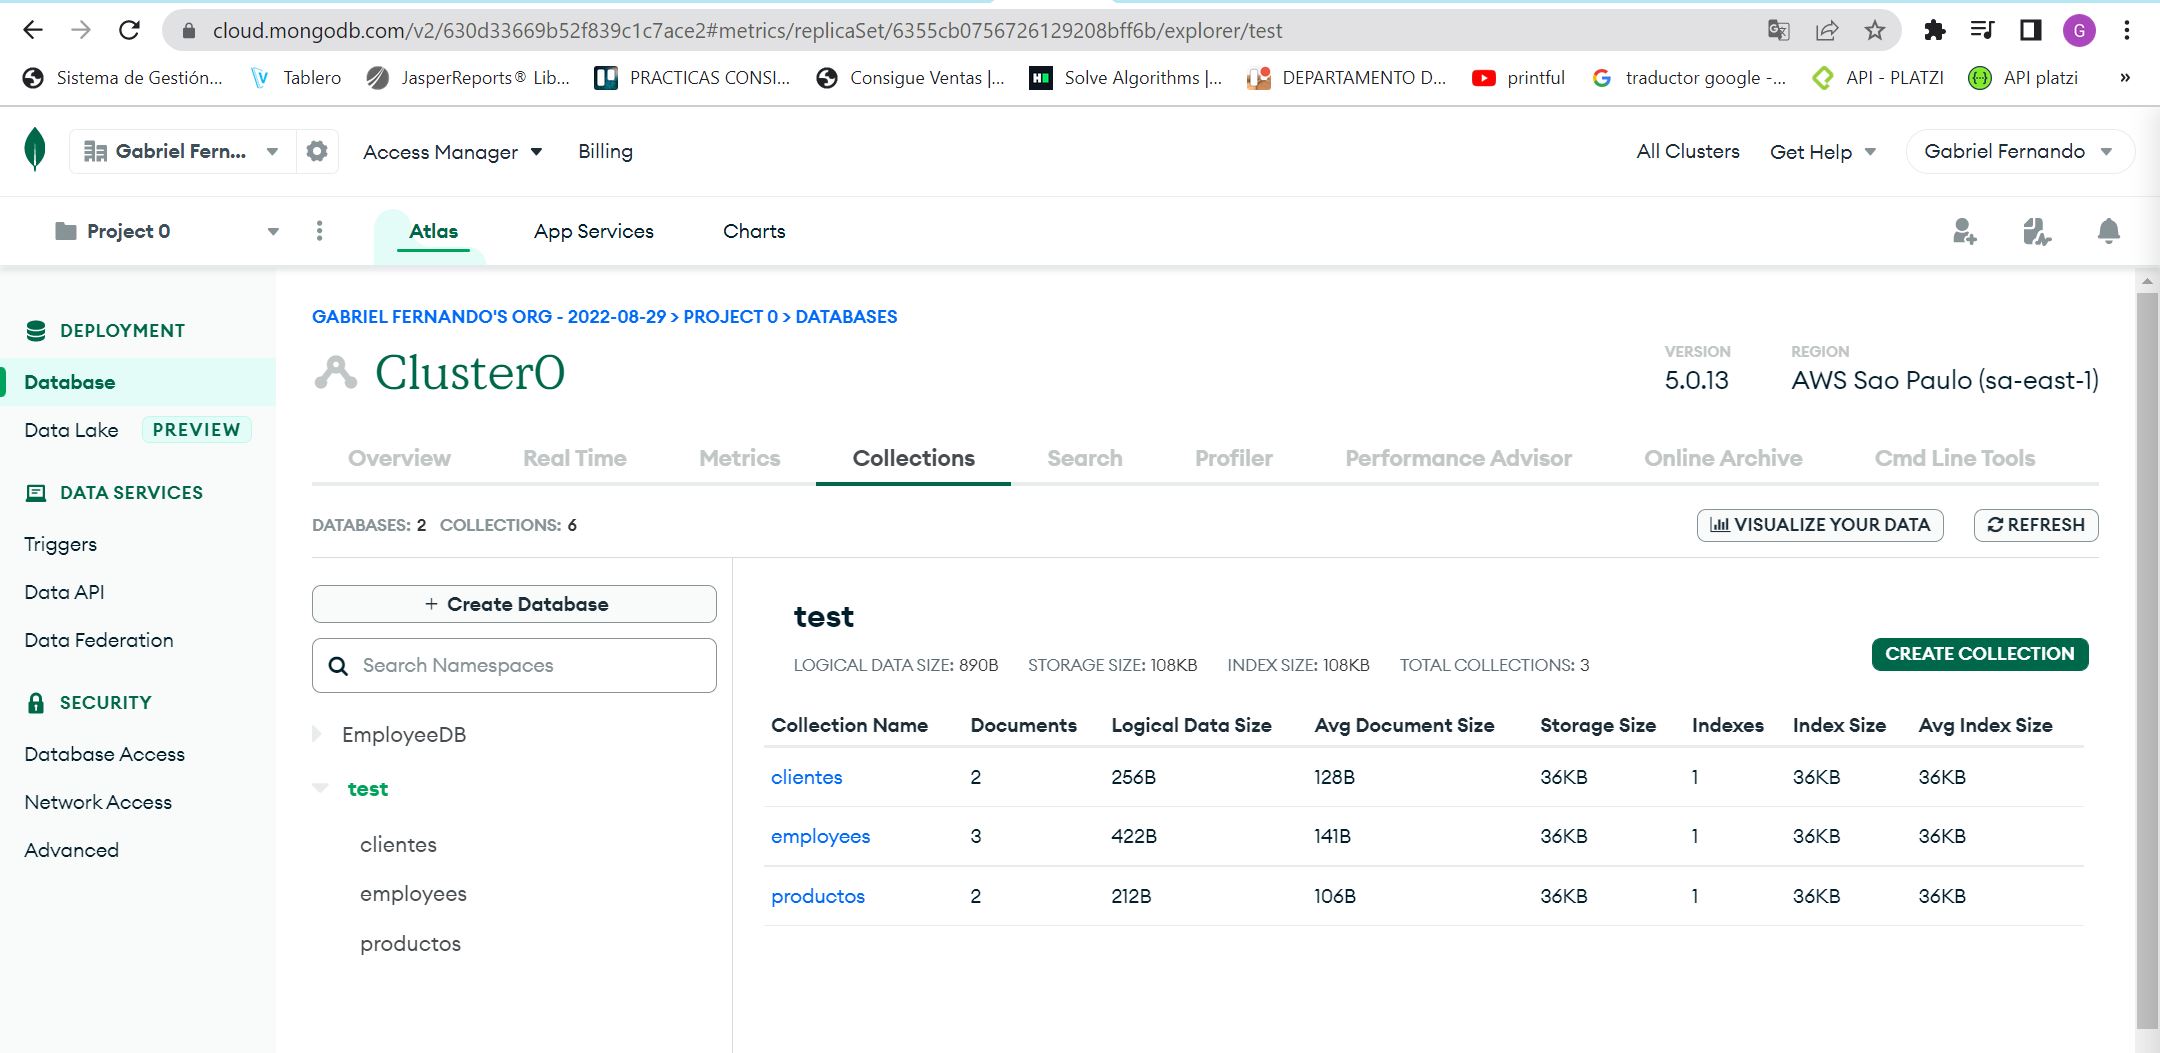 cloud.mongodb.com/v2/630d33669b52f839c1c7ace2#metrics/replicaSet/6355cb0756726129208bff6b/explorer/test
G
Sistema de Gestión... Tablero JasperReports® Lib... PRACTICAS CONSI... Consigue Ventas |... Solve Algorithms |... DEPARTAMENTO D... printful traductor google -... API - PLATZI API platzi »
Gabriel Fern... Access Manager Billing All Clusters Get Help Gabriel Fernando
Project 0 Atlas App Services Charts
DEPLOYMENT
Database
Data Lake PREVIEW
DATA SERVICES
Triggers
Data API
Data Federation
SECURITY
Database Access
Network Access
Advanced
GABRIEL FERNANDO'S ORG - 2022-08-29 > PROJECT 0 > DATABASES
Cluster0
VERSION
5.0.13
REGION
AWS Sao Paulo (sa-east-1)
Overview Real Time Metrics Collections Search Profiler Performance Advisor Online Archive Cmd Line Tools
DATABASES: 2 COLLECTIONS: 6
VISUALIZE YOUR DATA REFRESH
+ Create Database
Search Namespaces
EmployeeDB
test
clientes
employees
productos
test
LOGICAL DATA SIZE: 890B STORAGE SIZE: 108KB INDEX SIZE: 108KB TOTAL COLLECTIONS: 3
CREATE COLLECTION
Collection Name Documents Logical Data Size Avg Document Size Storage Size Indexes Index Size Avg Index Size
clientes 2 256B 128B 36KB 1 36KB 36KB
employees 3 422B 141B 36KB 1 36KB 36KB
productos 2 212B 106B 36KB 1 36KB 36KB